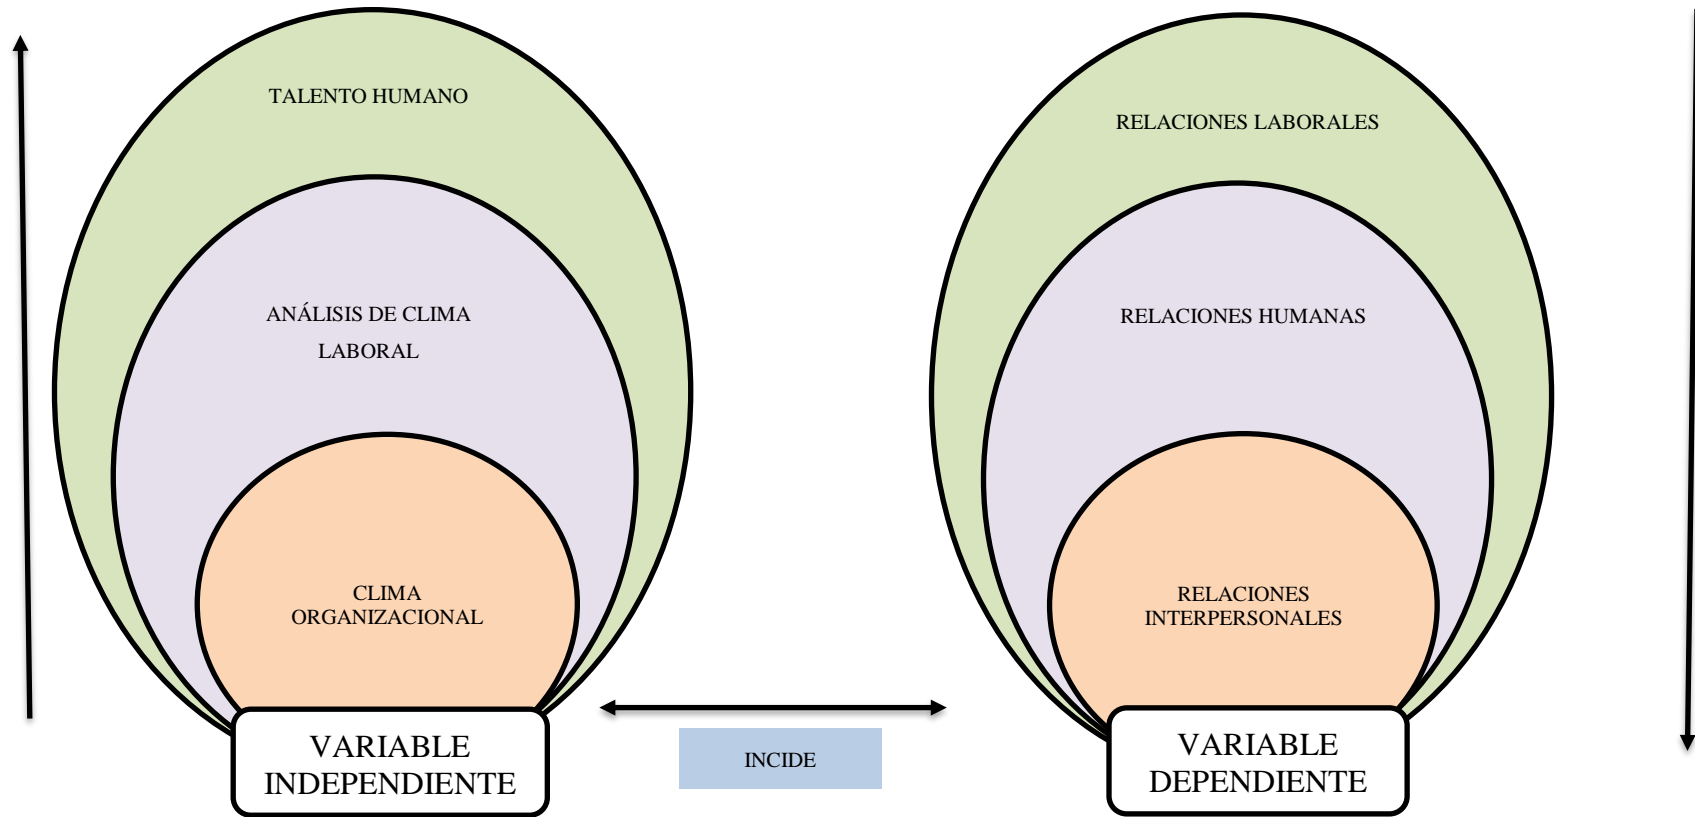 TALENTO HUMANO
ANÁLISIS DE CLIMA
LABORAL
CLIMA
ORGANIZACIONAL
VARIABLE
INDEPENDIENTE
INCIDE
RELACIONES LABORALES
RELACIONES HUMANAS
RELACIONES
INTERPERSONALES
VARIABLE
DEPENDIENTE